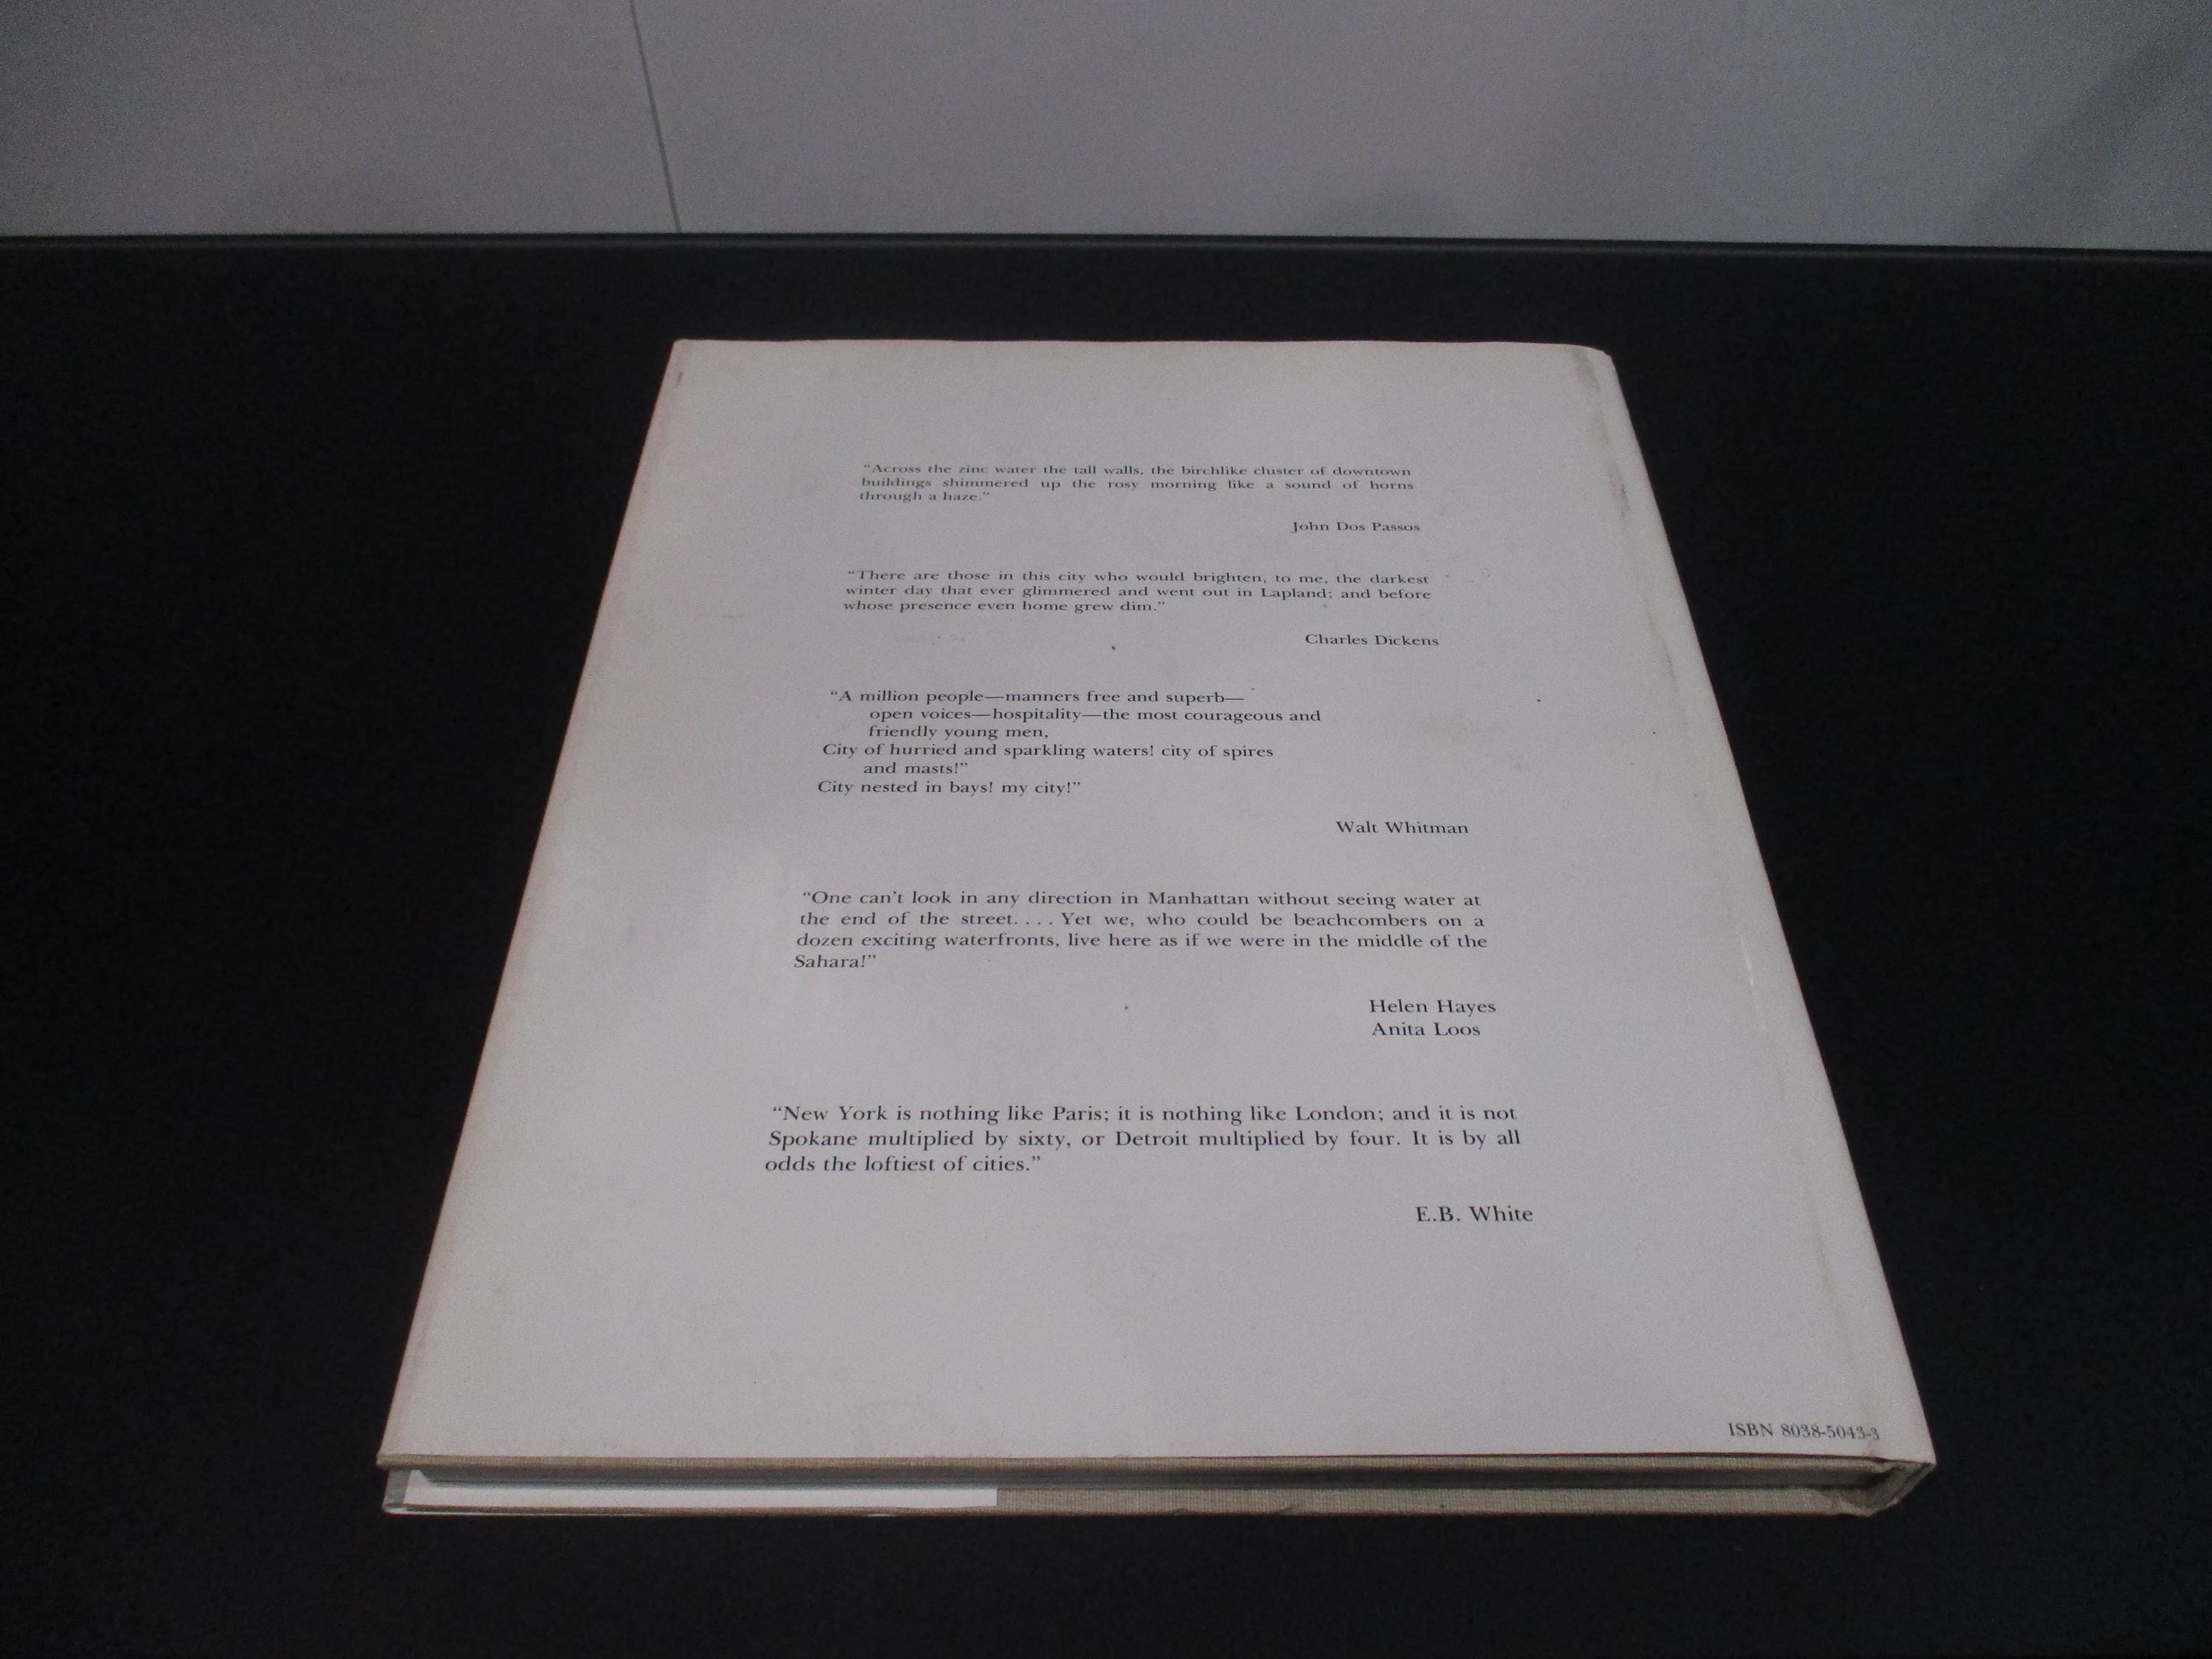 “Across the zinc water the tall walls, the birchlike cluster of downtown
buildings shimmered up the rosy morning like a sound of horns
through a haze.”
John Dos Passos
“There are those in this city who would brighten, to me, the darkest
winter day that ever glimmered and went out in Lapland; and before
whose presence even home grew dim.”
Charles Dickens
“A million people—manners free and superb—
open voices—hospitality—the most courageous and
friendly young men,
City of hurried and sparkling waters! city of spires
and masts!”
City nested in bays! my city!”
Walt Whitman
“One can’t look in any direction in Manhattan without seeing water at
the end of the street. . . . Yet we, who could be beachcombers on a
dozen exciting waterfronts, live here as if we were in the middle of the
Sahara!”
Helen Hayes
Anita Loos
“New York is nothing like Paris; it is nothing like London; and it is not
Spokane multiplied by sixty, or Detroit multiplied by four. It is by all
odds the loftiest of cities.”
E.B. White
ISBN 8038-5043-3